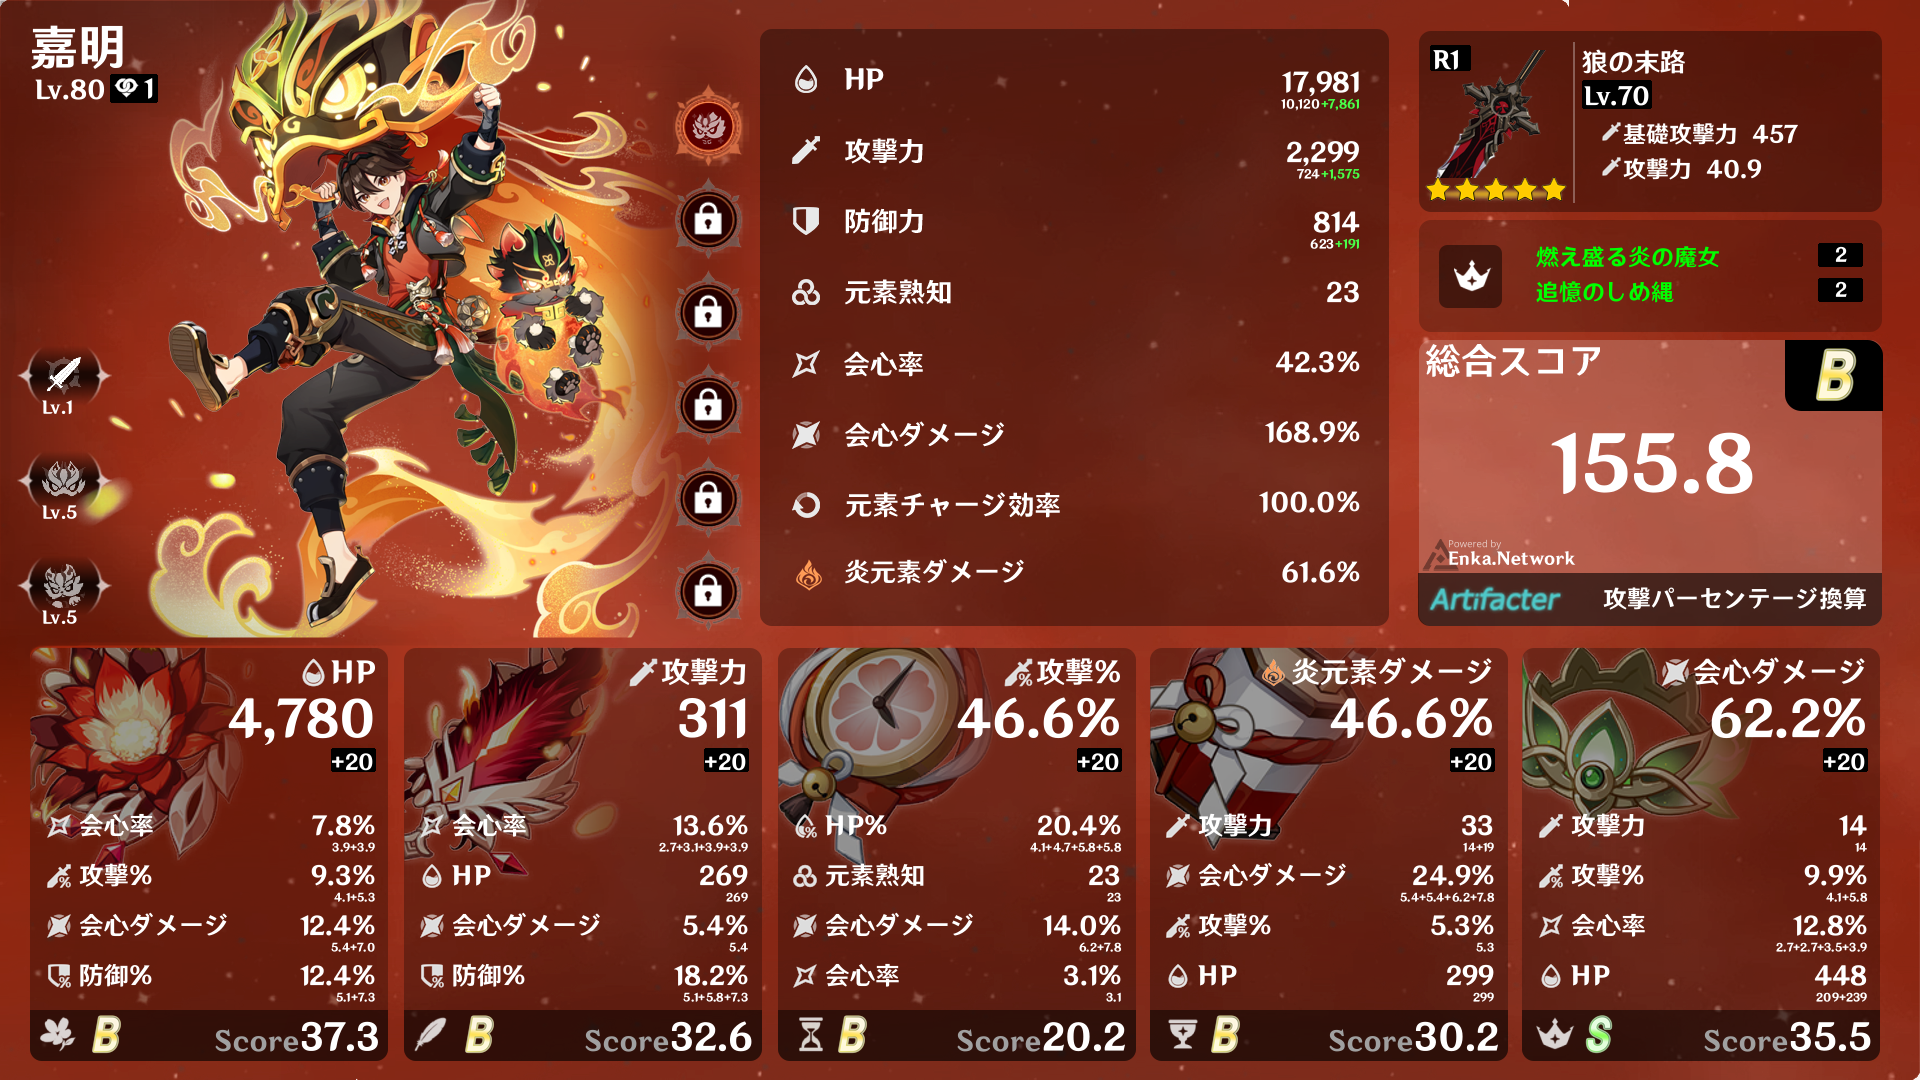 嘉明
Lv.80 1
Lv.1
Lv.5
Lv.5
HP 17,981
10,120+7,861
攻撃力 2,299
724+1,575
防御力 814
623+191
元素熟知 23
会心率 42.3%
会心ダメージ 168.9%
元素チャージ効率 100.0%
炎元素ダメージ 61.6%
R1
狼の末路
Lv.70
基礎攻撃力 457
攻撃力 40.9
燃え盛る炎の魔女 2
追憶のしめ縄 2
総合スコア B
155.8
Powered by
Enka.Network
Artifacter 攻撃パーセンテージ換算
HP
4,780
+20
会心率 7.8%
3.9+3.9
攻撃% 9.3%
4.1+5.3
会心ダメージ 12.4%
5.4+7.0
防御% 12.4%
5.1+7.3
B Score37.3
攻撃力
311
+20
会心率 13.6%
2.7+3.1+3.9+3.9
HP 269
269
会心ダメージ 5.4%
5.4
防御% 18.2%
5.1+5.8+7.3
B Score32.6
攻撃%
46.6%
+20
HP% 20.4%
4.1+4.7+5.8+5.8
元素熟知 23
23
会心ダメージ 14.0%
6.2+7.8
会心率 3.1%
3.1
B Score20.2
炎元素ダメージ
46.6%
+20
攻撃力 33
14+19
会心ダメージ 24.9%
5.4+5.4+6.2+7.8
攻撃% 5.3%
5.3
HP 299
299
B Score30.2
会心ダメージ
62.2%
+20
攻撃力 14
14
攻撃% 9.9%
4.1+5.8
会心率 12.8%
2.7+2.7+3.5+3.9
HP 448
209+239
S Score35.5